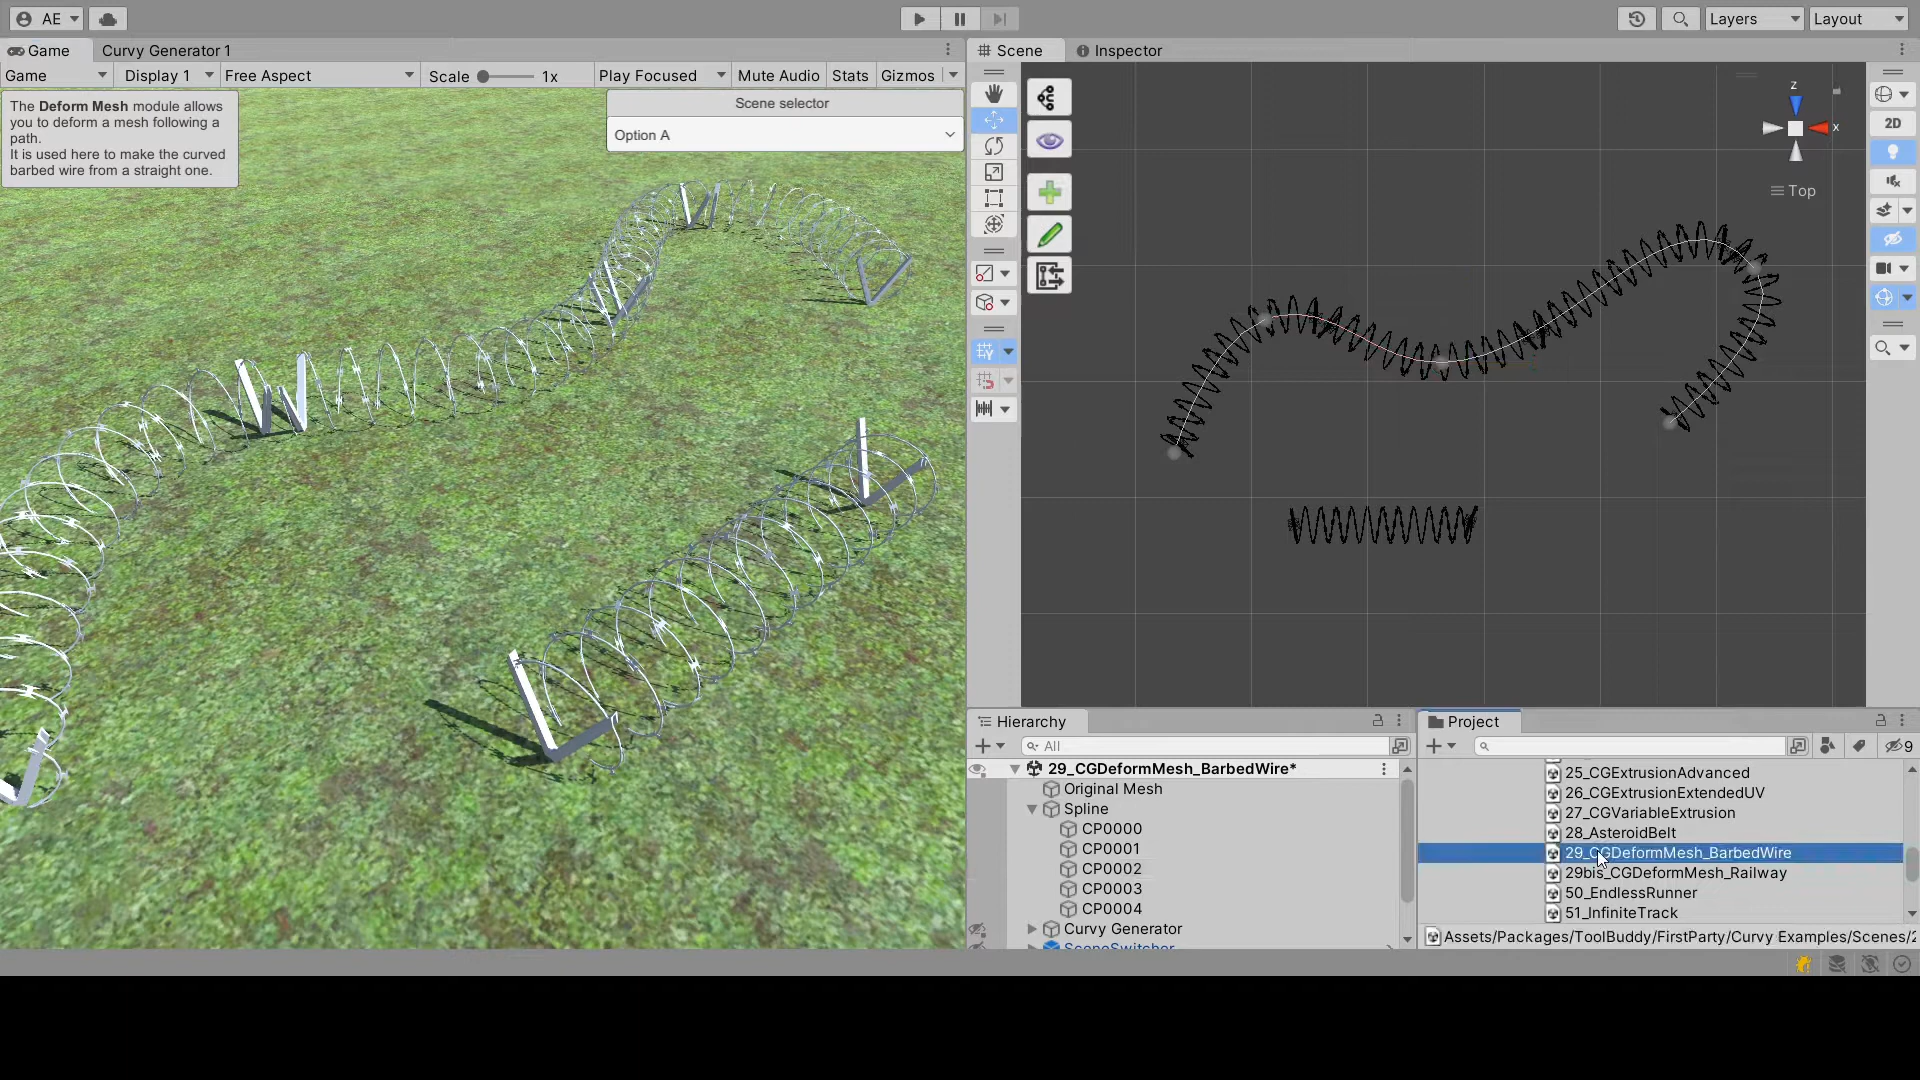 AE
Layers
Layout
Game
Curvy Generator 1
Scene
Inspector
Game
Display 1
Free Aspect
Scale
1x
Play Focused
Mute Audio
Stats
Gizmos
The Deform Mesh module allows
you to deform a mesh following a
path.
It is used here to make the curved
barbed wire from a straight one.
Scene selector
Option A
z
x
2D
Top
Hierarchy
All
29_CGDeformMesh_BarbedWire*
Original Mesh
Spline
CP0000
CP0001
CP0002
CP0003
CP0004
Curvy Generator
SceneSwitcher
Project
9
25_CGExtrusionAdvanced
26_CGExtrusionExtendedUV
27_CGVariableExtrusion
28_AsteroidBelt
29_CGDeformMesh_BarbedWire
29bis_CGDeformMesh_Railway
50_EndlessRunner
51_InfiniteTrack
Assets/Packages/ToolBuddy/FirstParty/Curvy Examples/Scenes/2